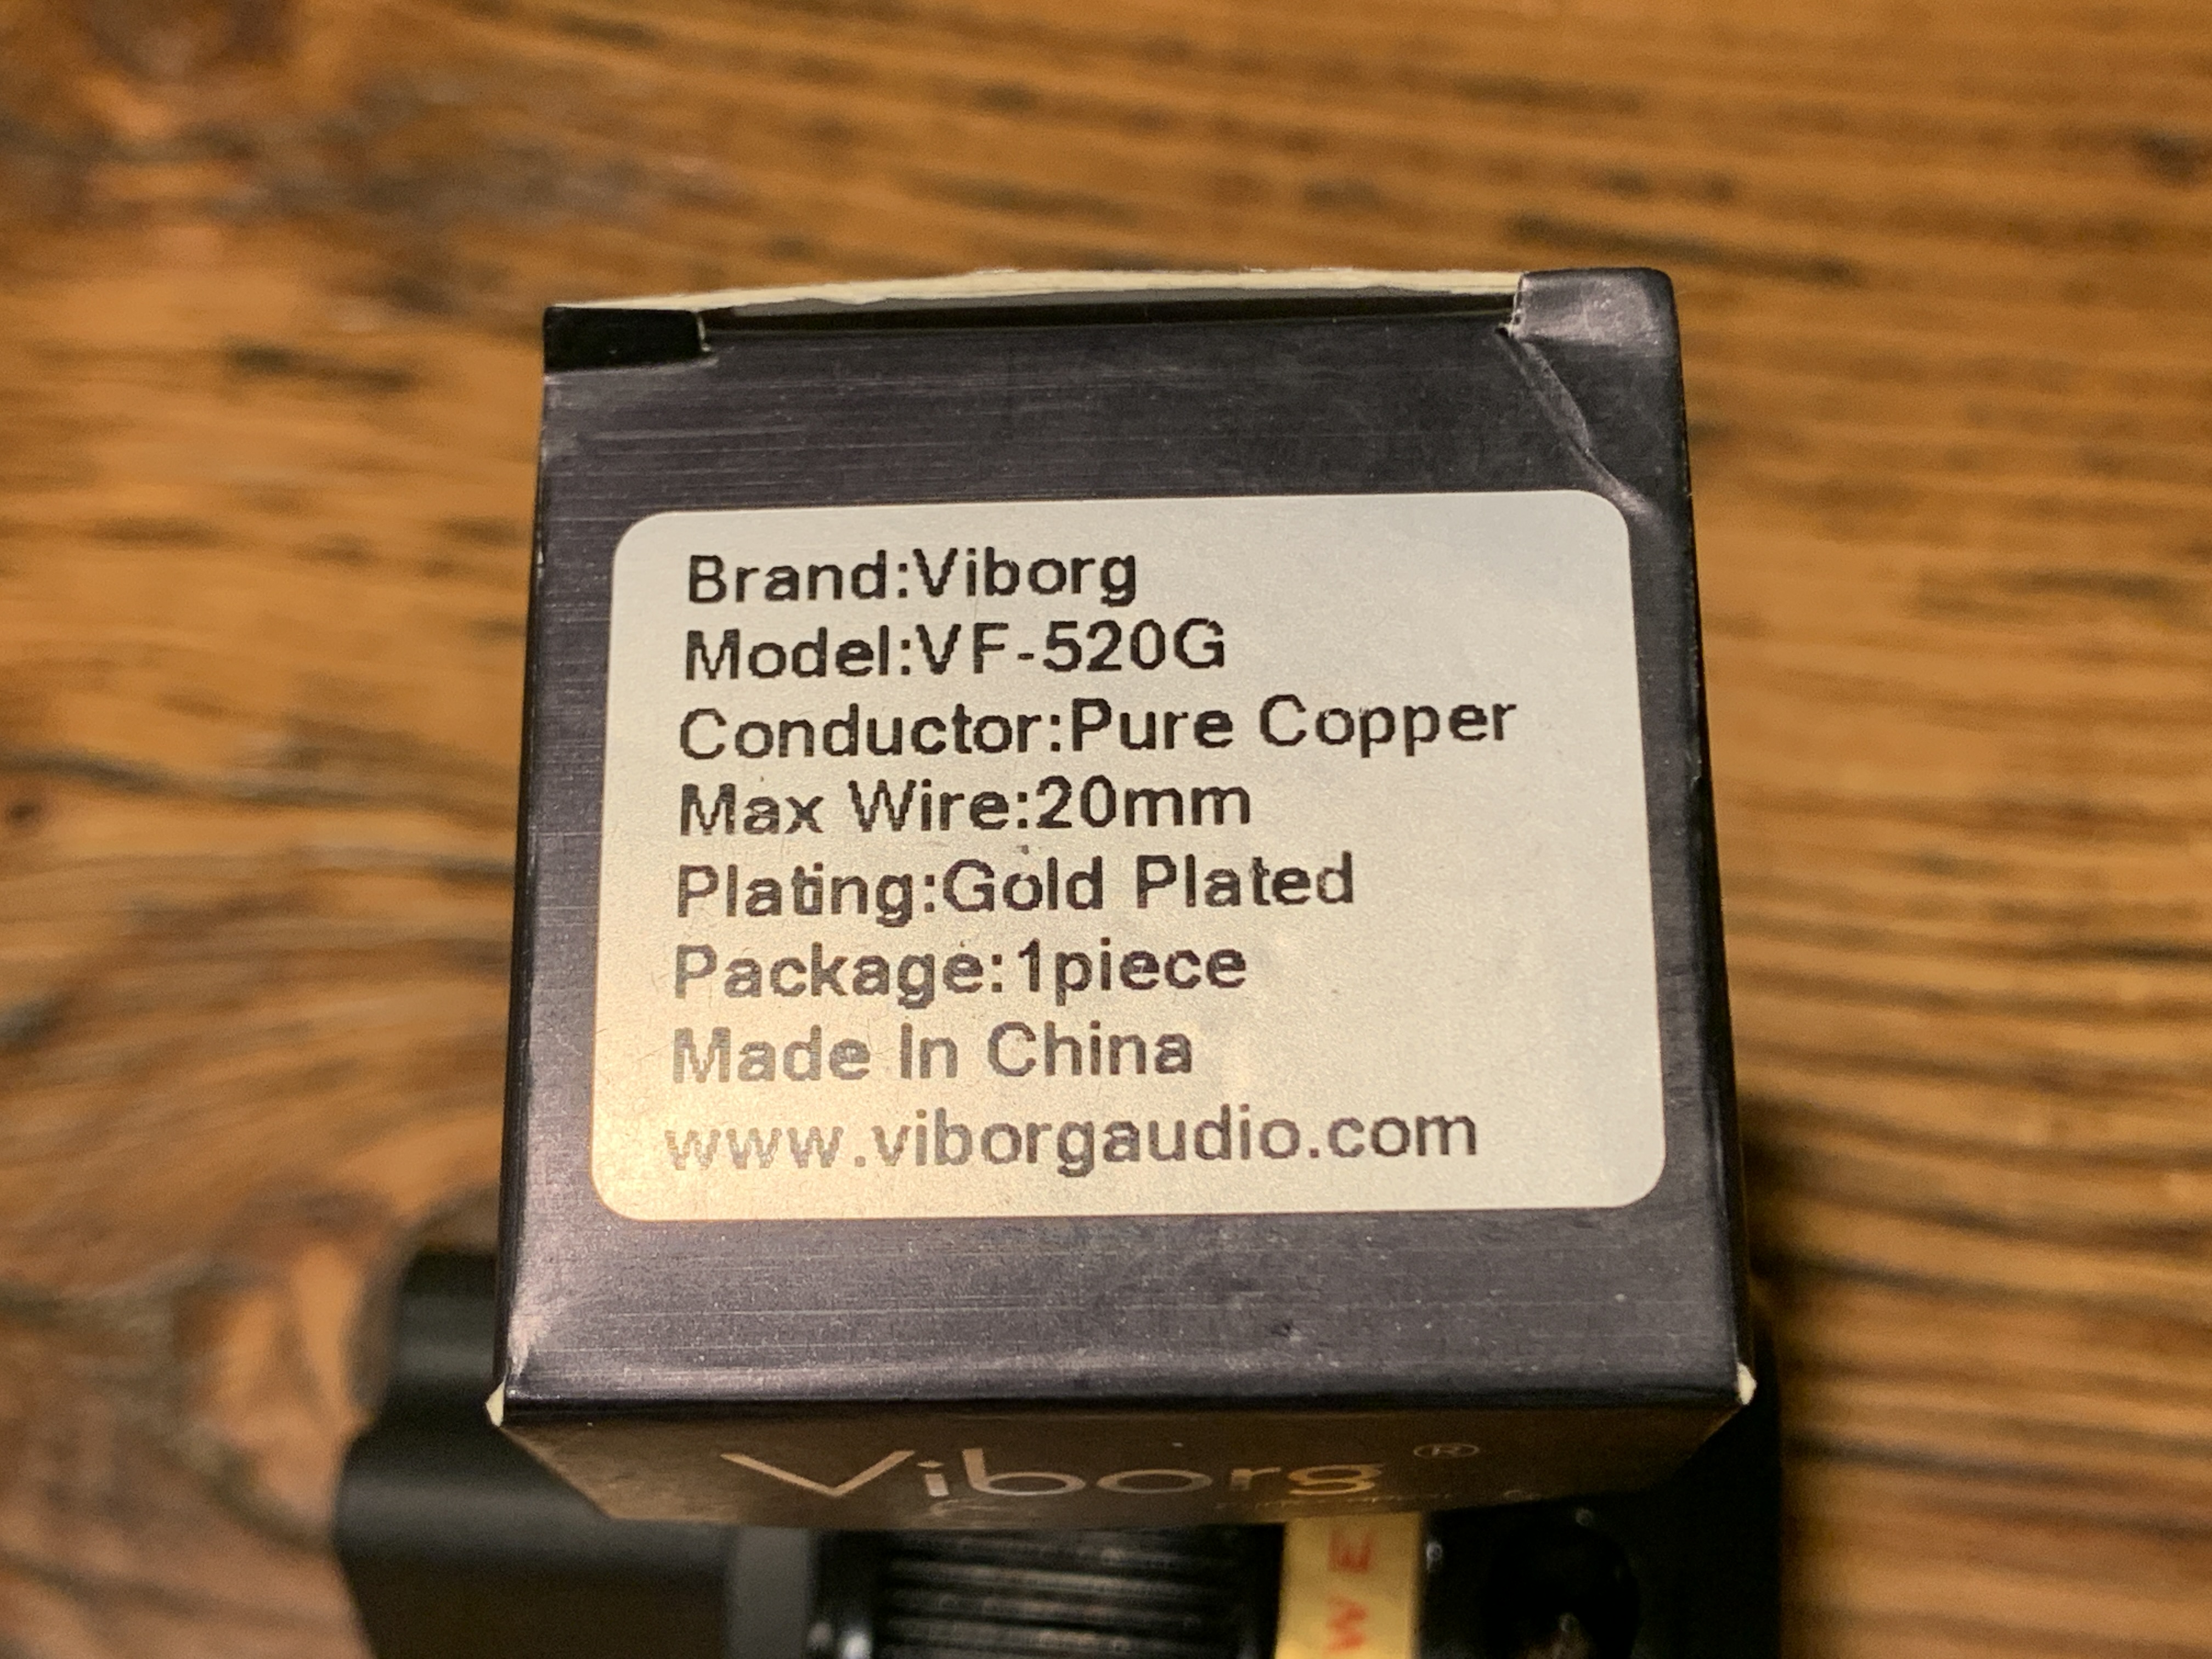 Brand:Viborg
Model:VF-520G
Conductor:Pure Copper
Max Wire:20mm
Plating:Gold Plated
Package:1piece
Made In China
www.viborgaudio.com
Viborg ®
WE